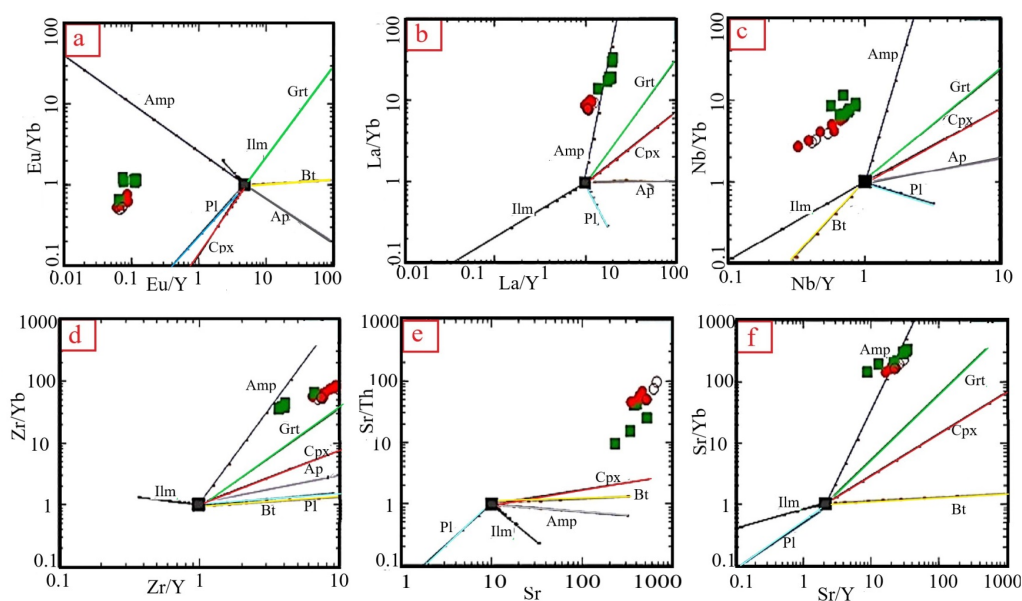 a
Eu/Yb
100
10
1
0.1
Amp
Grt
Ilm
Bt
Pl
Ap
Cpx
0.01
0.1
1
10
100
Eu/Y
b
La/Yb
100
10
1
0.1
Amp
Grt
Cpx
Ap
Ilm
Pl
0.01
0.1
1
10
100
La/Y
c
Nb/Yb
100
10
1
0.1
Amp
Grt
Cpx
Ap
Ilm
Pl
Bt
0.1
1
10
Nb/Y
d
Zr/Yb
1000
100
10
1
0.1
Amp
Grt
Cpx
Ap
Ilm
Bt
Pl
0.1
1
10
Zr/Y
e
Sr/Th
1000
100
10
1
0.1
Cpx
Bt
Amp
Pl
Ilm
1
10
100
1000
Sr
f
Sr/Yb
1000
100
10
1
0.1
Amp
Grt
Cpx
Ilm
Bt
Pl
0.1
1
10
100
1000
Sr/Y